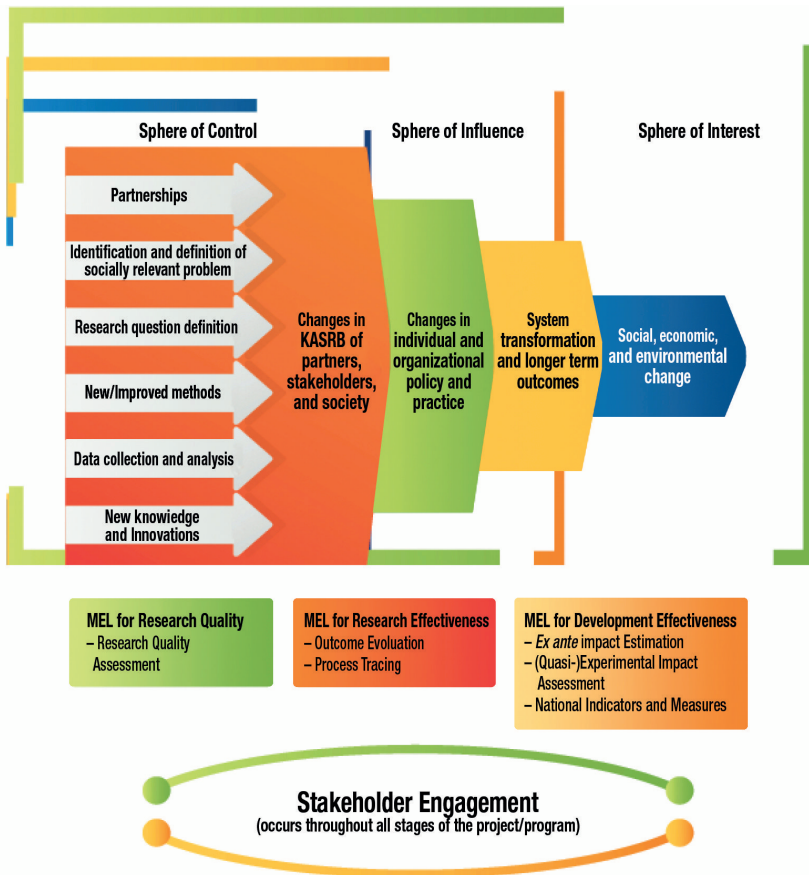 Sphere of Control
Sphere of Influence
Sphere of Interest
Partnerships
Identification and definition of
socially relevant problem
Research question definition
New/Improved methods
Data collection and analysis
New knowledge
and Innovations
Changes in
KASRB of
partners,
stakeholders,
and society
Changes in
individual and
organizational
policy and
practice
System
transformation
and longer term
outcomes
Social, economic,
and environmental
change
MEL for Research Quality
– Research Quality
Assessment
MEL for Research Effectiveness
– Outcome Evaluation
– Process Tracing
MEL for Development Effectiveness
– Ex ante impact Estimation
– (Quasi-)Experimental Impact
Assessment
– National Indicators and Measures
Stakeholder Engagement
(occurs throughout all stages of the project/program)